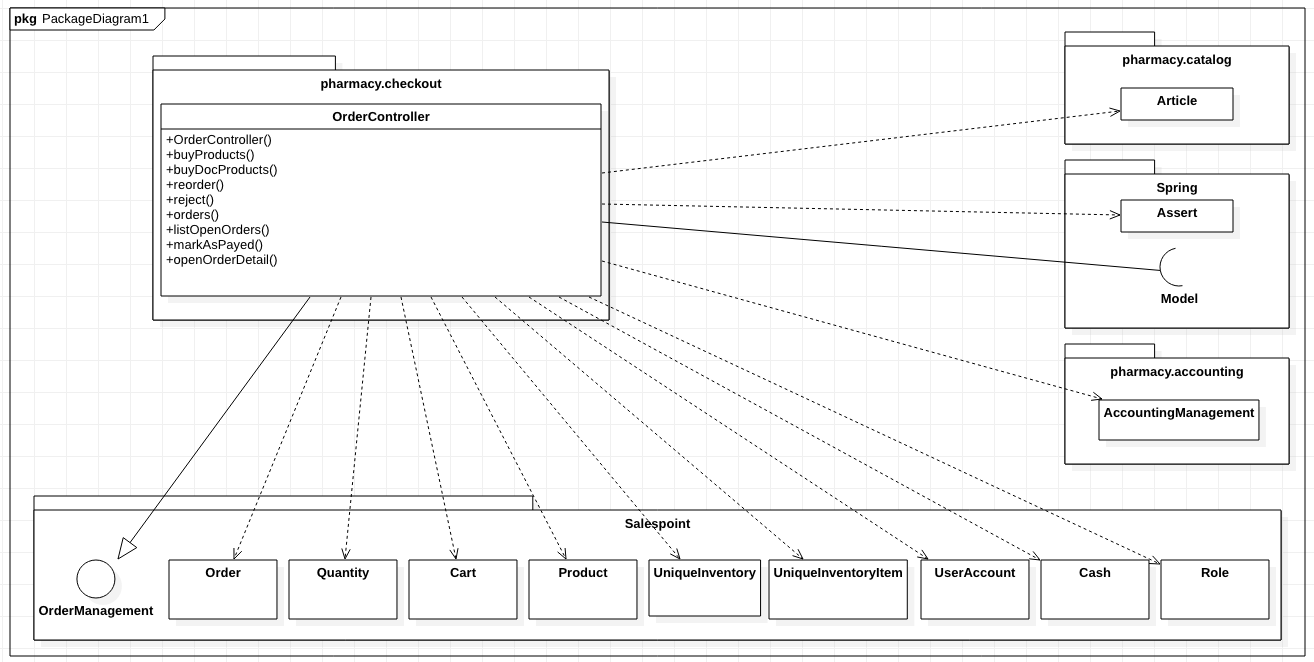 pkg PackageDiagram1
pharmacy.checkout
OrderController
+OrderController()
+buyProducts()
+buyDocProducts()
+reorder()
+reject()
+orders()
+listOpenOrders()
+markAsPayed()
+openOrderDetail()
pharmacy.catalog
Article
Spring
Assert
Model
pharmacy.accounting
AccountingManagement
Salespoint
OrderManagement
Order
Quantity
Cart
Product
UniqueInventory
UniqueInventoryItem
UserAccount
Cash
Role